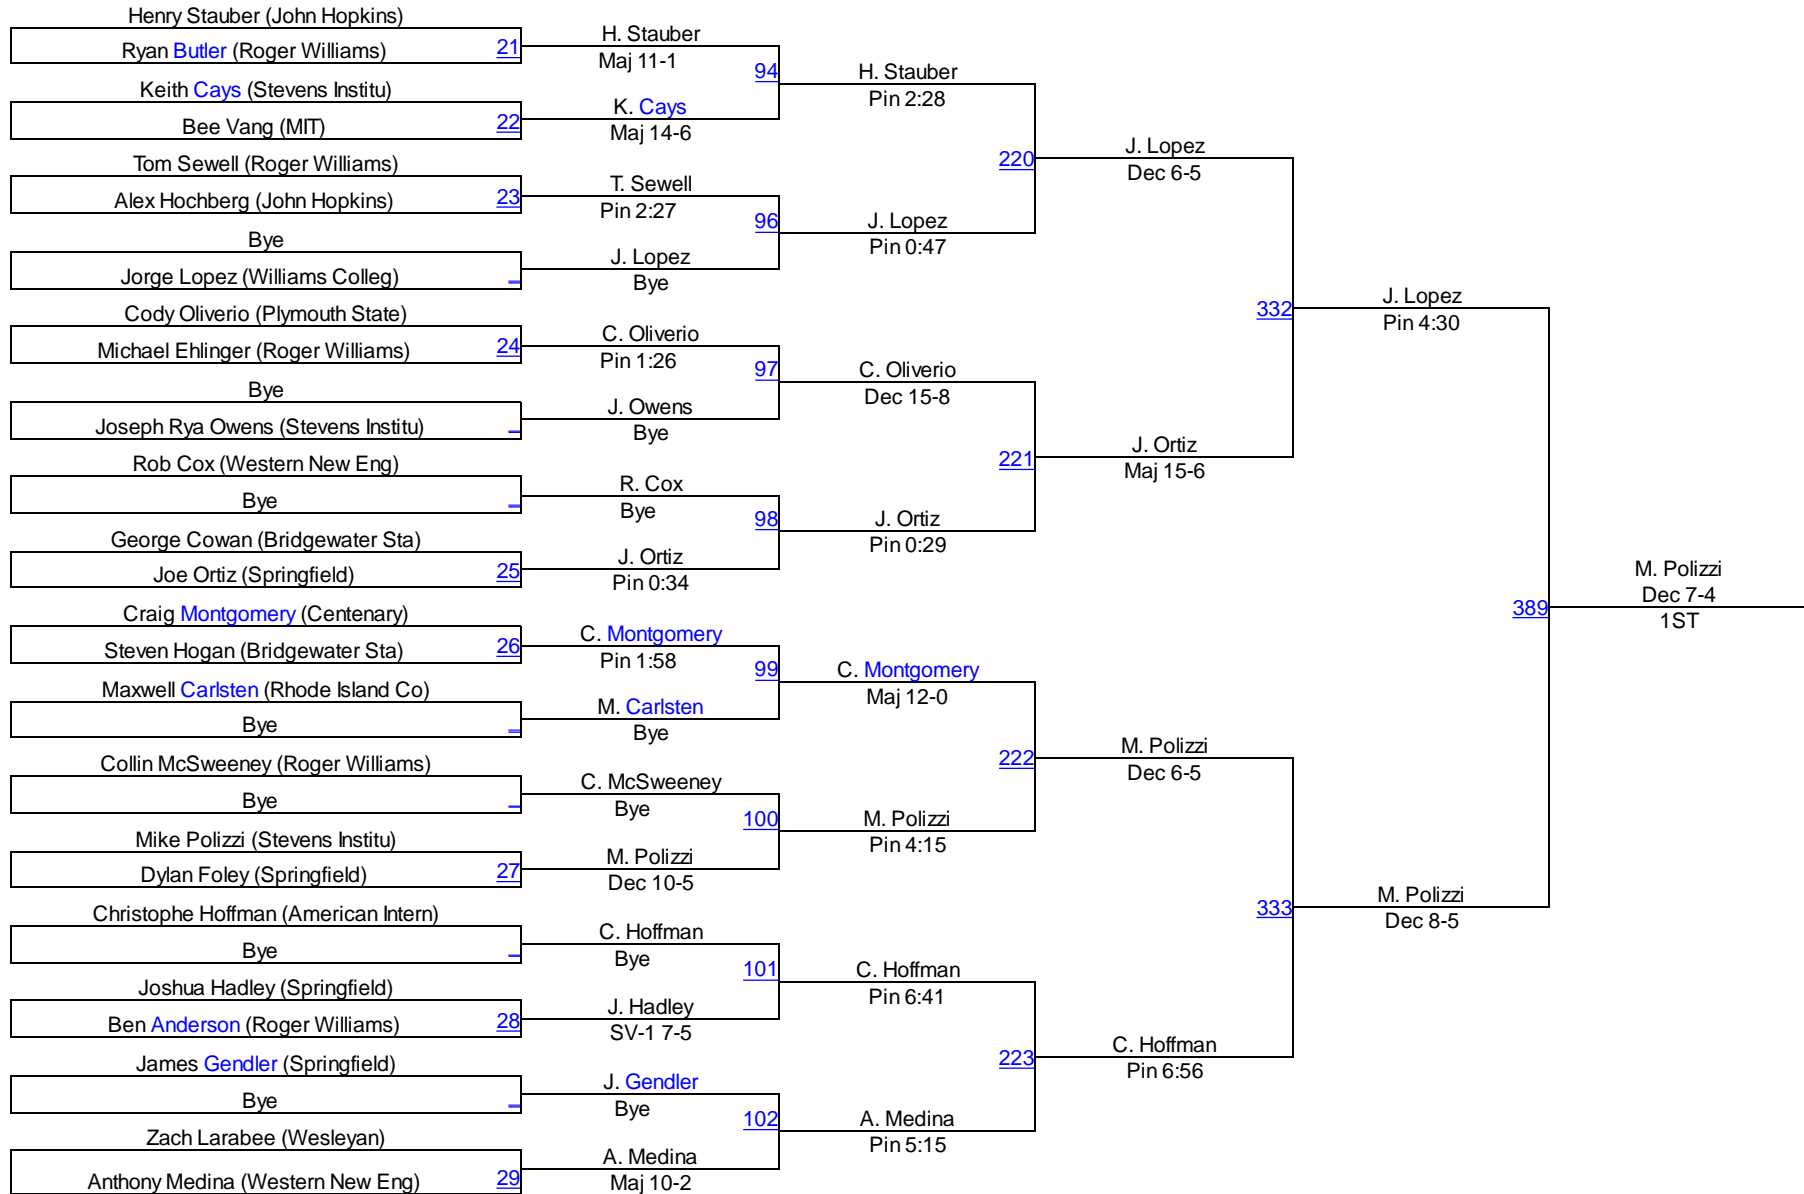 Henry Stauber (John Hopkins)
Ryan Butler (Roger Williams) 21
Keith Cays (Stevens Institu)
Bee Vang (MIT) 22
Tom Sewell (Roger Williams)
Alex Hochberg (John Hopkins) 23
Bye
Jorge Lopez (Williams Colleg)
Cody Oliverio (Plymouth State)
Michael Ehlinger (Roger Williams) 24
Bye
Joseph Rya Owens (Stevens Institu)
Rob Cox (Western New Eng)
Bye
George Cowan (Bridgewater Sta)
Joe Ortiz (Springfield) 25
Craig Montgomery (Centenary)
Steven Hogan (Bridgewater Sta) 26
Maxwell Carlsten (Rhode Island Co)
Bye
Collin McSweeney (Roger Williams)
Bye
Mike Polizzi (Stevens Institu)
Dylan Foley (Springfield) 27
Christophe Hoffman (American Intern)
Bye
Joshua Hadley (Springfield)
Ben Anderson (Roger Williams) 28
James Gendler (Springfield)
Bye
Zach Larabee (Wesleyan)
Anthony Medina (Western New Eng) 29
H. Stauber
Maj 11-1
94
K. Cays
Maj 14-6
T. Sewell
Pin 2:27
96
J. Lopez
Bye
C. Oliverio
Pin 1:26
97
J. Owens
Bye
R. Cox
Bye
98
J. Ortiz
Pin 0:34
C. Montgomery
Pin 1:58
99
M. Carlsten
Bye
C. McSweeney
Bye
100
M. Polizzi
Dec 10-5
C. Hoffman
Bye
101
J. Hadley
SV-1 7-5
J. Gendler
Bye
102
A. Medina
Maj 10-2
H. Stauber
Pin 2:28
220
J. Lopez
Pin 0:47
C. Oliverio
Dec 15-8
221
J. Ortiz
Pin 0:29
C. Montgomery
Maj 12-0
222
M. Polizzi
Pin 4:15
C. Hoffman
Pin 6:41
223
A. Medina
Pin 5:15
J. Lopez
Dec 6-5
332
J. Ortiz
Maj 15-6
M. Polizzi
Dec 6-5
333
C. Hoffman
Pin 6:56
J. Lopez
Pin 4:30
389
M. Polizzi
Dec 8-5
M. Polizzi
Dec 7-4
1ST